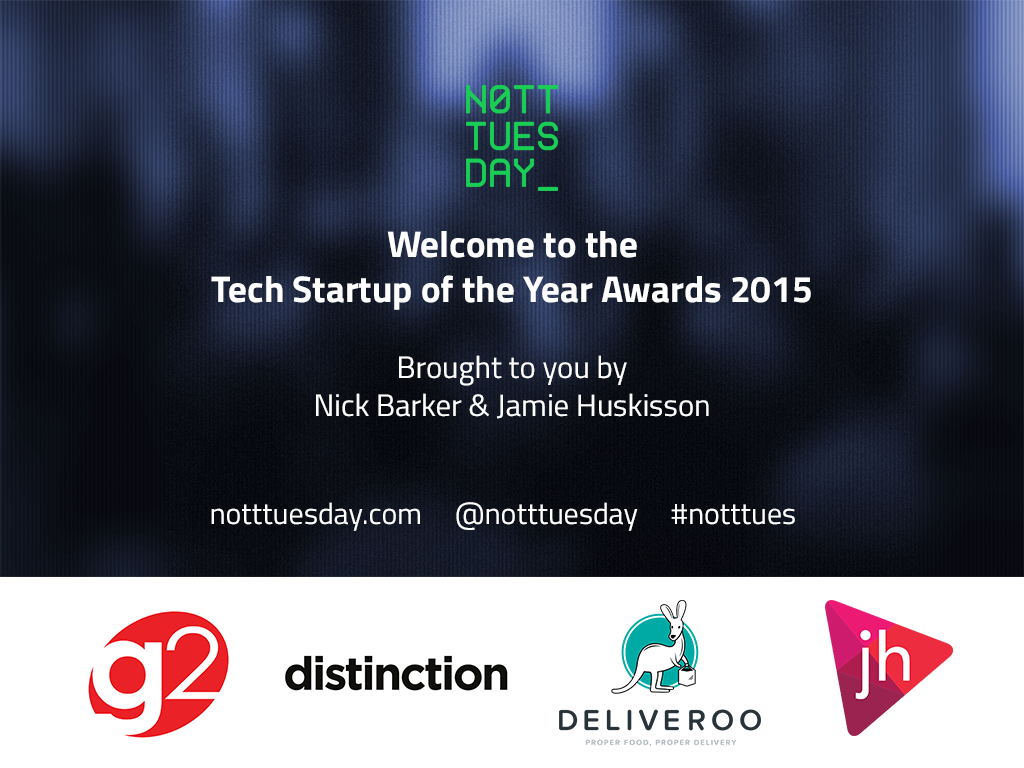 N0TT
TUES
DAY_
Welcome to the
Tech Startup of the Year Awards 2015
Brought to you by
Nick Barker & Jamie Huskisson
notttuesday.com @notttuesday #notttues
g2
distinction
DELIVEROO
PROPER FOOD, PROPER DELIVERY
jh